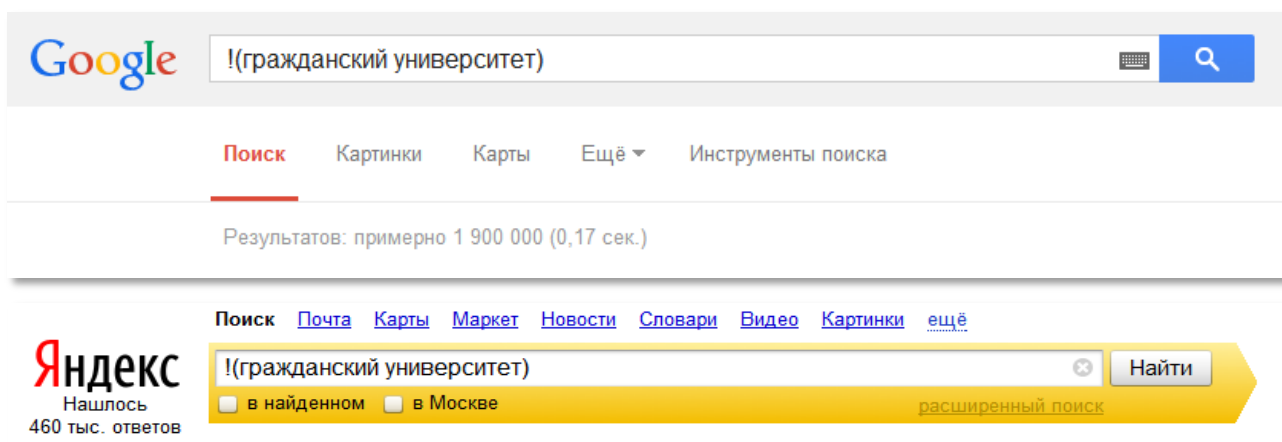 Google !(гражданский университет)
Поиск Картинки Карты Ещё Инструменты поиска
Результатов: примерно 1 900 000 (0,17 сек.)
Поиск Почта Карты Маркет Новости Словари Видео Картинки ещё
Яндекс !(гражданский университет) Найти
Нашлось
460 тыс. ответов
в найденном в Москве расширенный поиск